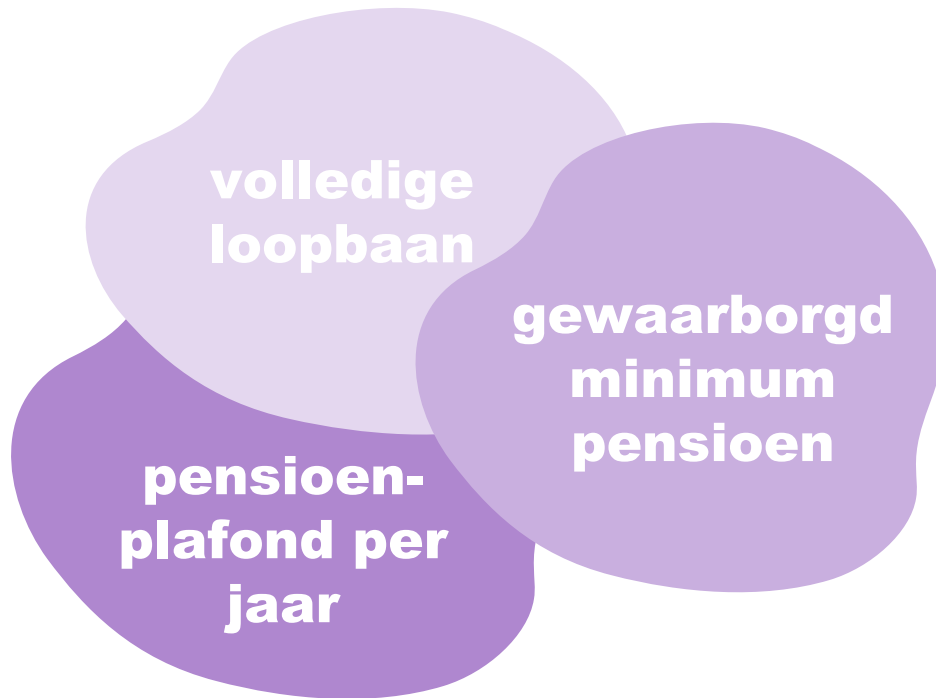 volledige
loopbaan
gewaarborgd
minimum
pensioen
pensioen-
plafond per
jaar